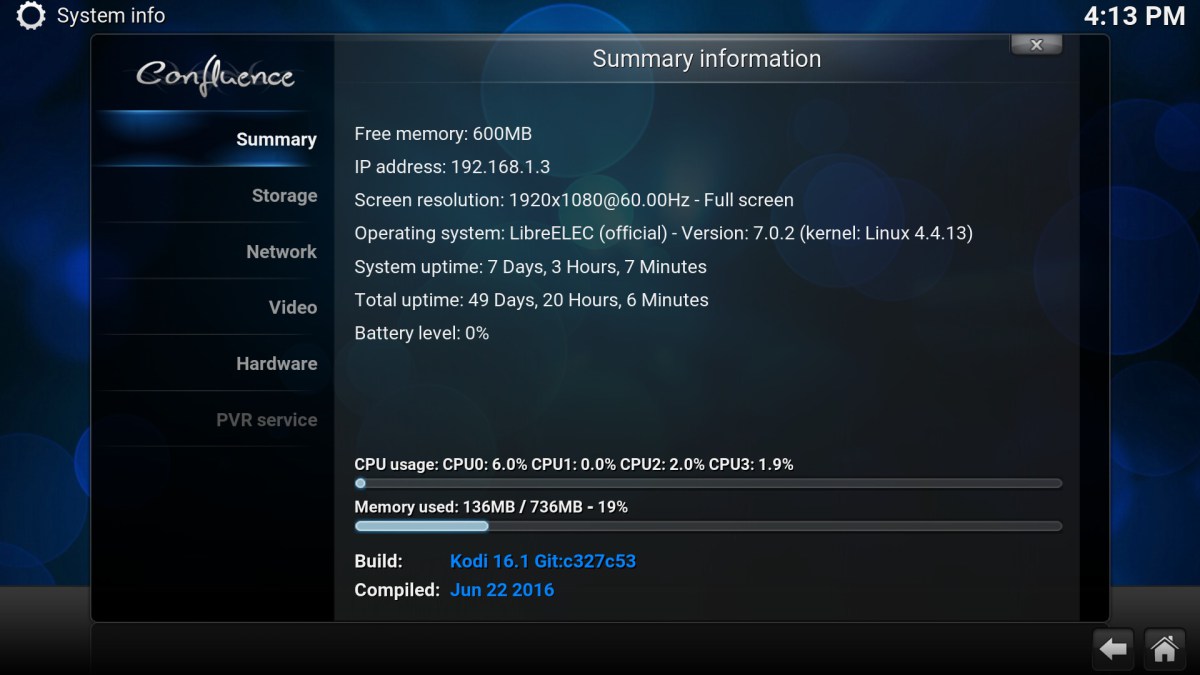 System info
4:13 PM
Confluence
Summary information
Summary
Storage
Network
Video
Hardware
PVR service
Free memory: 600MB
IP address: 192.168.1.3
Screen resolution: 1920x1080@60.00Hz - Full screen
Operating system: LibreELEC (official) - Version: 7.0.2 (kernel: Linux 4.4.13)
System uptime: 7 Days, 3 Hours, 7 Minutes
Total uptime: 49 Days, 20 Hours, 6 Minutes
Battery level: 0%
CPU usage: CPU0: 6.0% CPU1: 0.0% CPU2: 2.0% CPU3: 1.9%
Memory used: 136MB / 736MB - 19%
Build: Kodi 16.1 Git:c327c53
Compiled: Jun 22 2016